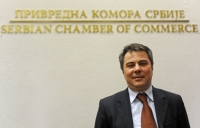 ПРИВРЕДНА КОМОРА СРБИЈЕ
SERBIAN CHAMBER OF COMMERCE